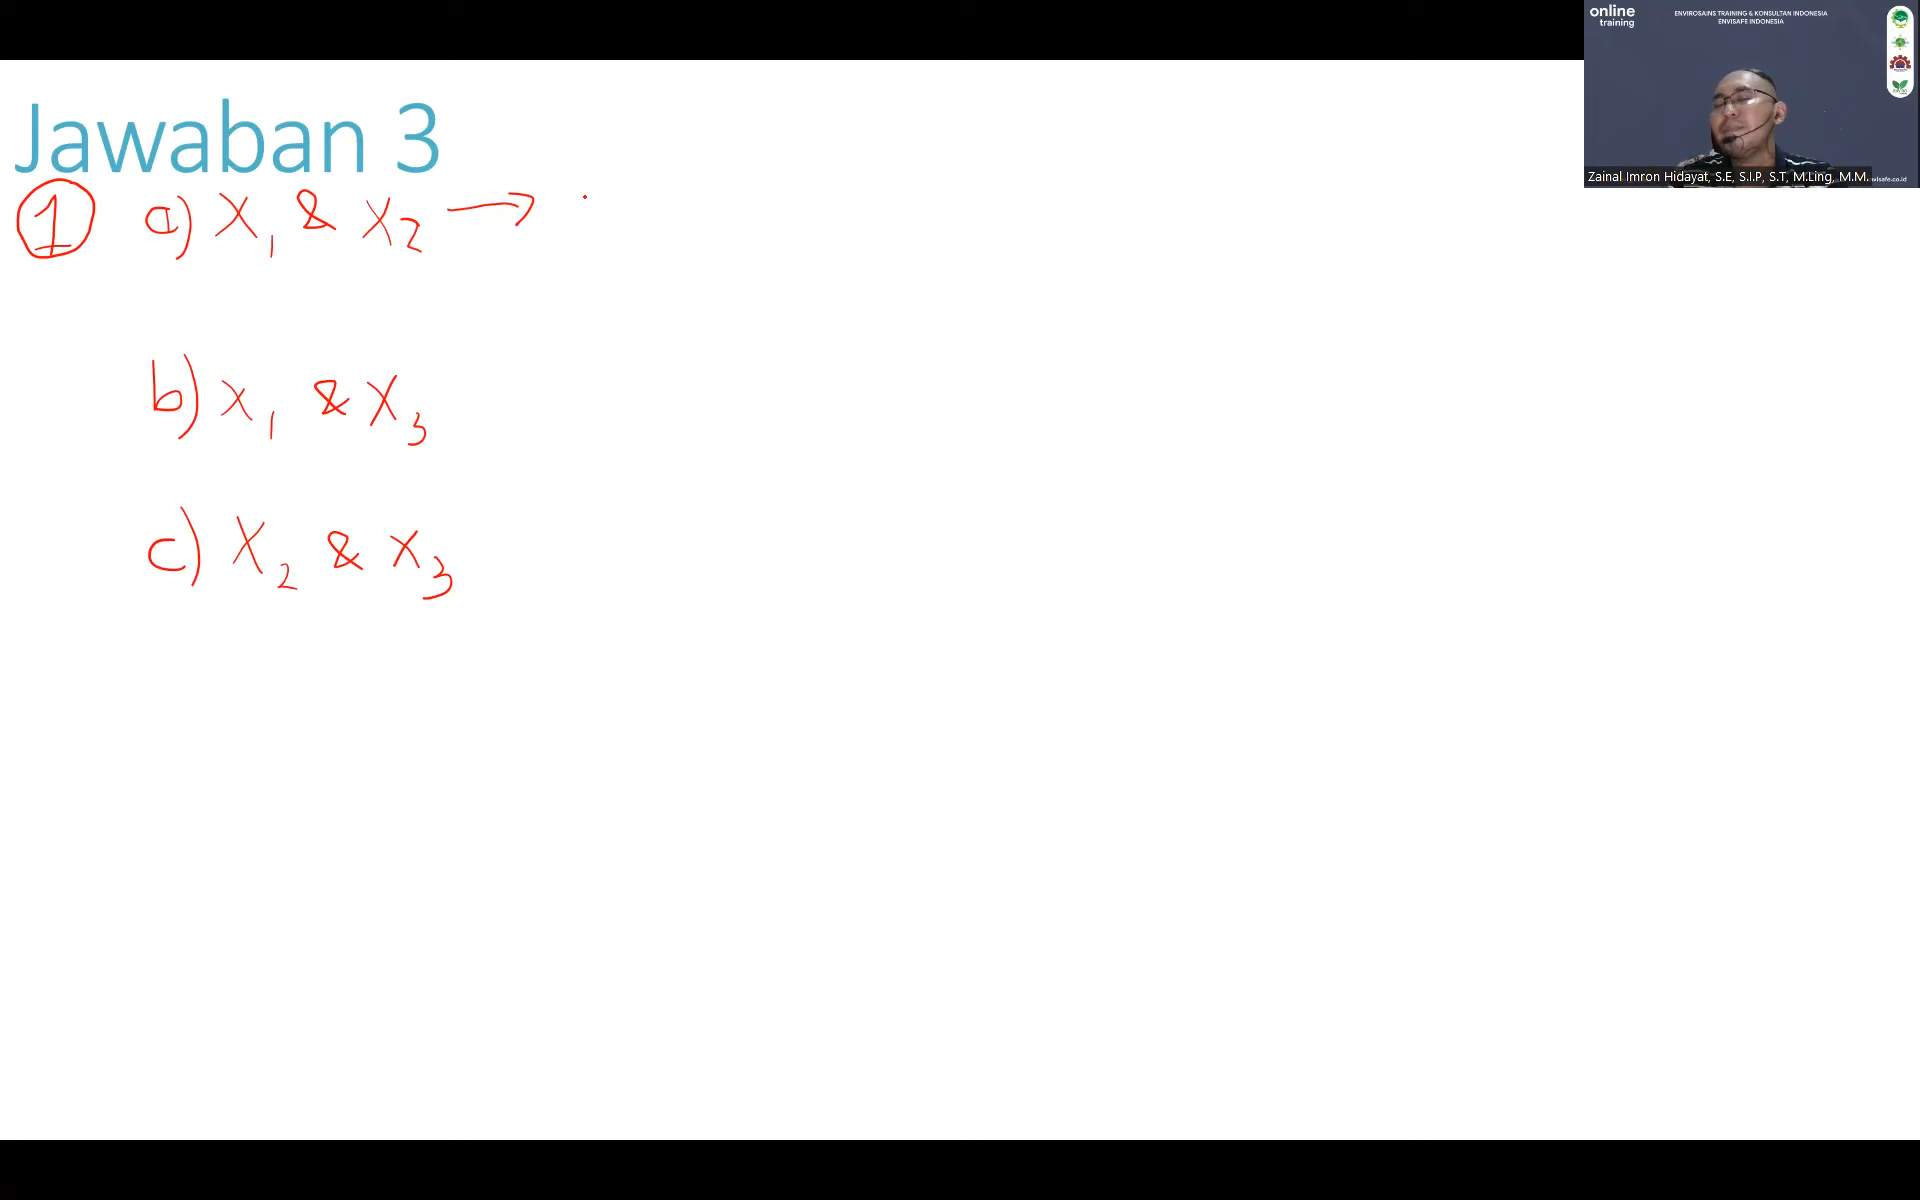 online
training
ENVIROSAINS TRAINING & KONSULTAN INDONESIA
ENVISAFE INDONESIA
Zainal Imron Hidayat, S.E, S.I.P, S.T, M.Ling, M.M.
Jawaban 3
1 a) X1 & X2 →
b) X1 & X3
c) X2 & X3